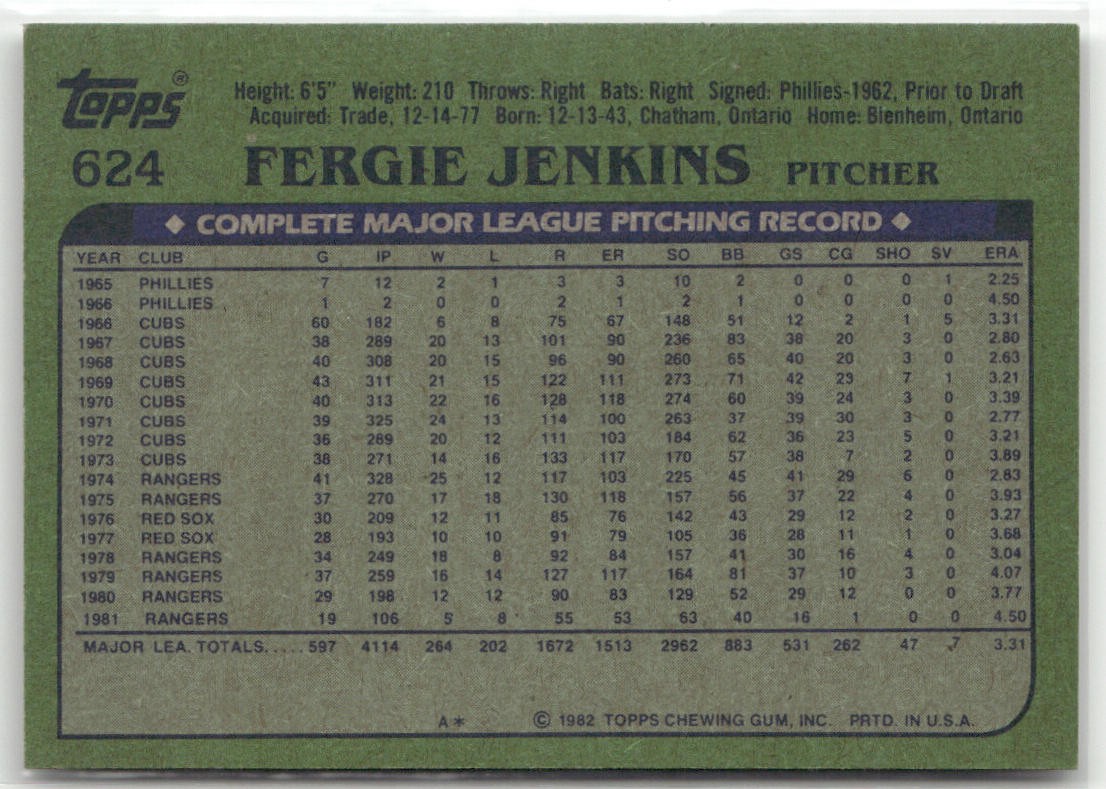 Topps®
Height: 6'5" Weight: 210 Throws: Right Bats: Right Signed: Phillies-1962, Prior to Draft
Acquired: Trade, 12-14-77 Born: 12-13-43, Chatham, Ontario Home: Blenheim, Ontario
624 FERGIE JENKINS PITCHER
◆ COMPLETE MAJOR LEAGUE PITCHING RECORD ◆
YEAR CLUB G IP W L R ER SO BB GS CG SHO SV ERA
1965 PHILLIES 7 12 2 1 3 3 10 2 0 0 0 1 2.25
1966 PHILLIES 1 2 0 0 2 1 2 1 0 0 0 0 4.50
1966 CUBS 60 182 6 8 75 67 148 51 12 2 1 5 3.31
1967 CUBS 38 289 20 13 101 90 236 83 38 20 3 0 2.80
1968 CUBS 40 308 20 15 96 90 260 65 40 20 3 0 2.63
1969 CUBS 43 311 21 15 122 111 273 71 42 23 7 1 3.21
1970 CUBS 40 313 22 16 128 118 274 60 39 24 3 0 3.39
1971 CUBS 39 325 24 13 114 100 263 37 39 30 3 0 2.77
1972 CUBS 36 289 20 12 111 103 184 62 36 23 5 0 3.21
1973 CUBS 38 271 14 16 133 117 170 57 38 7 2 0 3.89
1974 RANGERS 41 328 25 12 117 103 225 45 41 29 6 0 2.83
1975 RANGERS 37 270 17 18 130 118 157 56 37 22 4 0 3.93
1976 RED SOX 30 209 12 11 85 76 142 43 29 12 2 0 3.27
1977 RED SOX 28 193 10 10 91 79 105 36 28 11 1 0 3.68
1978 RANGERS 34 249 18 8 92 84 157 41 30 16 4 0 3.04
1979 RANGERS 37 259 16 14 127 117 164 81 37 10 3 0 4.07
1980 RANGERS 29 198 12 12 90 83 129 52 29 12 0 0 3.77
1981 RANGERS 19 106 5 8 55 53 63 40 16 1 0 0 4.50
MAJOR LEA. TOTALS..... 597 4114 264 202 1672 1513 2962 883 531 262 47 7 3.31
A* © 1982 TOPPS CHEWING GUM, INC. PRTD. IN U.S.A.